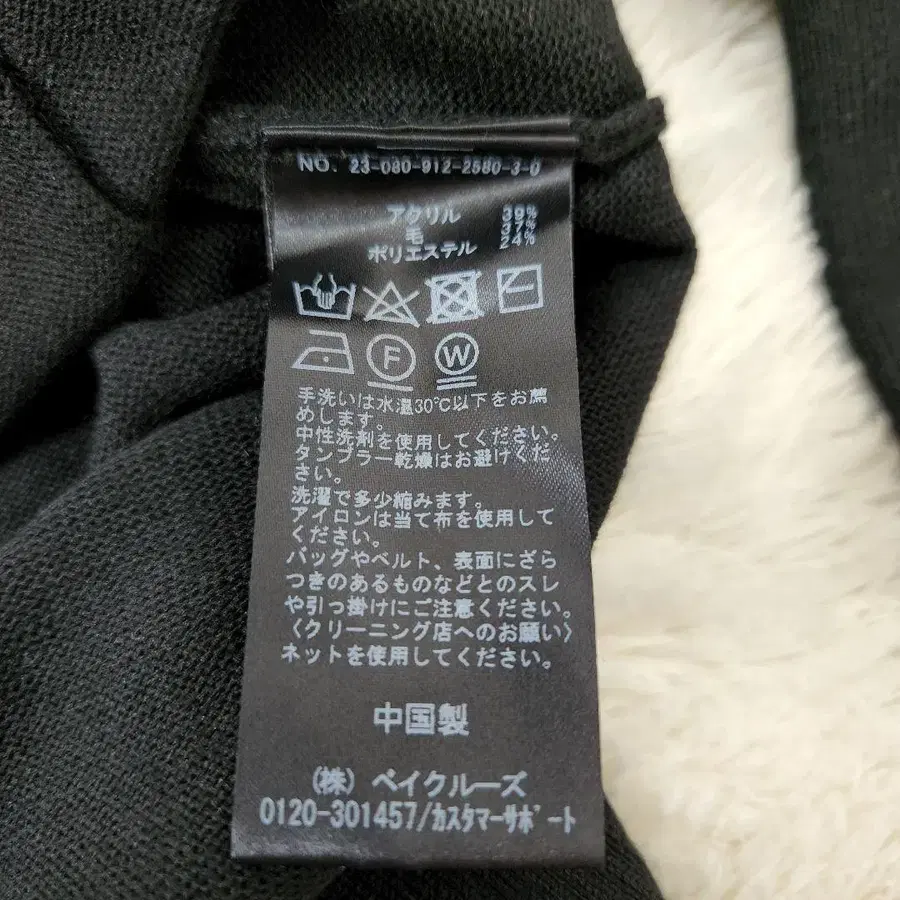 NO. 23-080-912-2580-3-0
アクリル 39%
毛 37%
ポリエステル 24%
F W
手洗いは水温30℃以下をお薦
めします。
中性洗剤を使用してください。
タンブラー乾燥はお避けくだ
さい。
洗濯で多少縮みます。
アイロンは当て布を使用して
ください。
バッグやベルト、表面にざら
つきのあるものなどとのスレ
や引っ掛けにご注意ください。
〈クリーニング店へのお願い〉
ネットを使用してください。
中国製
(株) ベイクルーズ
0120-301457/カスタマーサポート